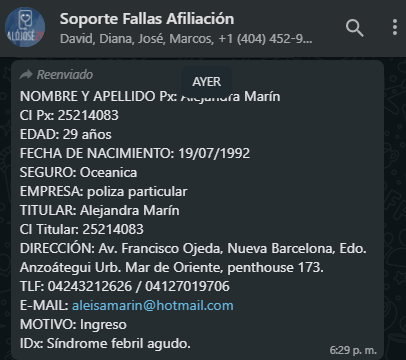 Soporte Fallas Afiliación
David, Diana, José, Marcos, +1 (404) 452-9...
Reenviado
AYER
NOMBRE Y APELLIDO Px: Alejandra Marín
CI Px: 25214083
EDAD: 29 años
FECHA DE NACIMIENTO: 19/07/1992
SEGURO: Oceanica
EMPRESA: poliza particular
TITULAR: Alejandra Marín
CI Titular: 25214083
DIRECCIÓN: Av. Francisco Ojeda, Nueva Barcelona, Edo.
Anzoátegui Urb. Mar de Oriente, penthouse 173.
TLF: 04243212626 / 04127019706
E-MAIL: aleisamarin@hotmail.com
MOTIVO: Ingreso
IDx: Síndrome febril agudo.
6:29 p. m.